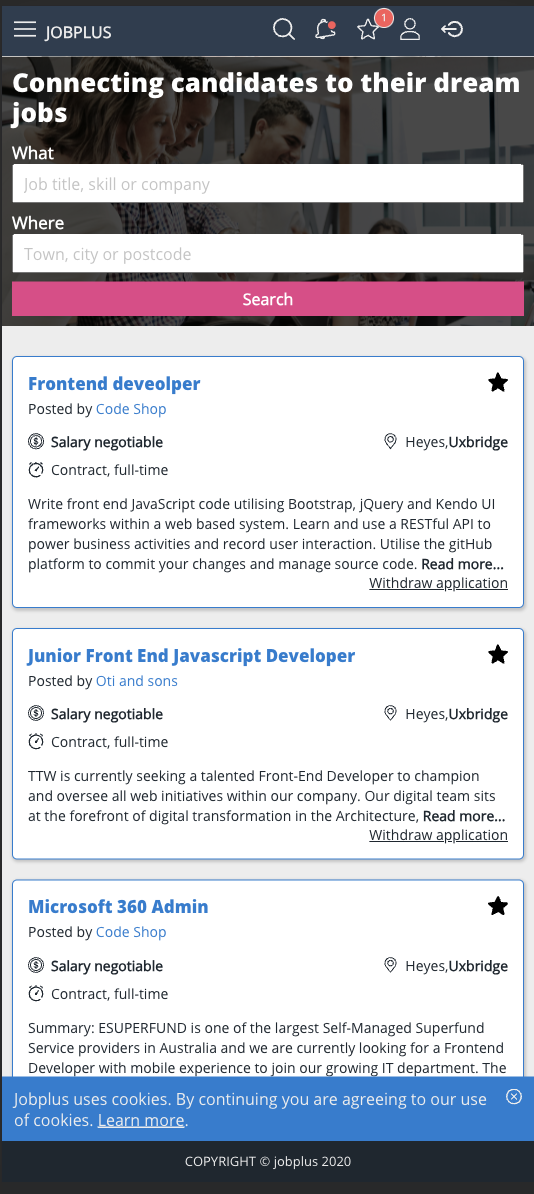 JOBPLUS
1
Connecting candidates to their dream
jobs
What
Job title, skill or company
Where
Town, city or postcode
Search
Frontend deveolper
Posted by Code Shop
Salary negotiable Heyes,Uxbridge
Contract, full-time
Write front end JavaScript code utilising Bootstrap, jQuery and Kendo UI
frameworks within a web based system. Learn and use a RESTful API to
power business activities and record user interaction. Utilise the gitHub
platform to commit your changes and manage source code. Read more...
Withdraw application
Junior Front End Javascript Developer
Posted by Oti and sons
Salary negotiable Heyes,Uxbridge
Contract, full-time
TTW is currently seeking a talented Front-End Developer to champion
and oversee all web initiatives within our company. Our digital team sits
at the forefront of digital transformation in the Architecture, Read more...
Withdraw application
Microsoft 360 Admin
Posted by Code Shop
Salary negotiable Heyes,Uxbridge
Contract, full-time
Summary: ESUPERFUND is one of the largest Self-Managed Superfund
Service providers in Australia and we are currently looking for a Frontend
Developer with mobile experience to join our growing IT department. The
Jobplus uses cookies. By continuing you are agreeing to our use
of cookies. Learn more.
COPYRIGHT © jobplus 2020